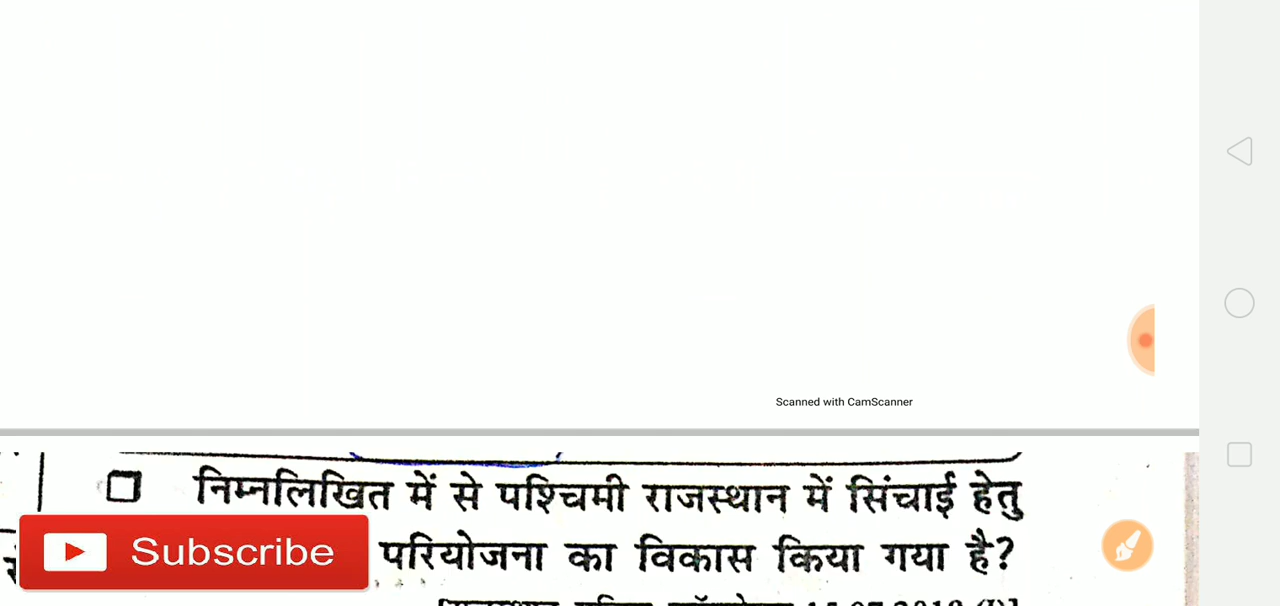 Scanned with CamScanner
निम्नलिखित में से पश्चिमी राजस्थान में सिंचाई हेतु
Subscribe परियोजना का विकास किया गया है?